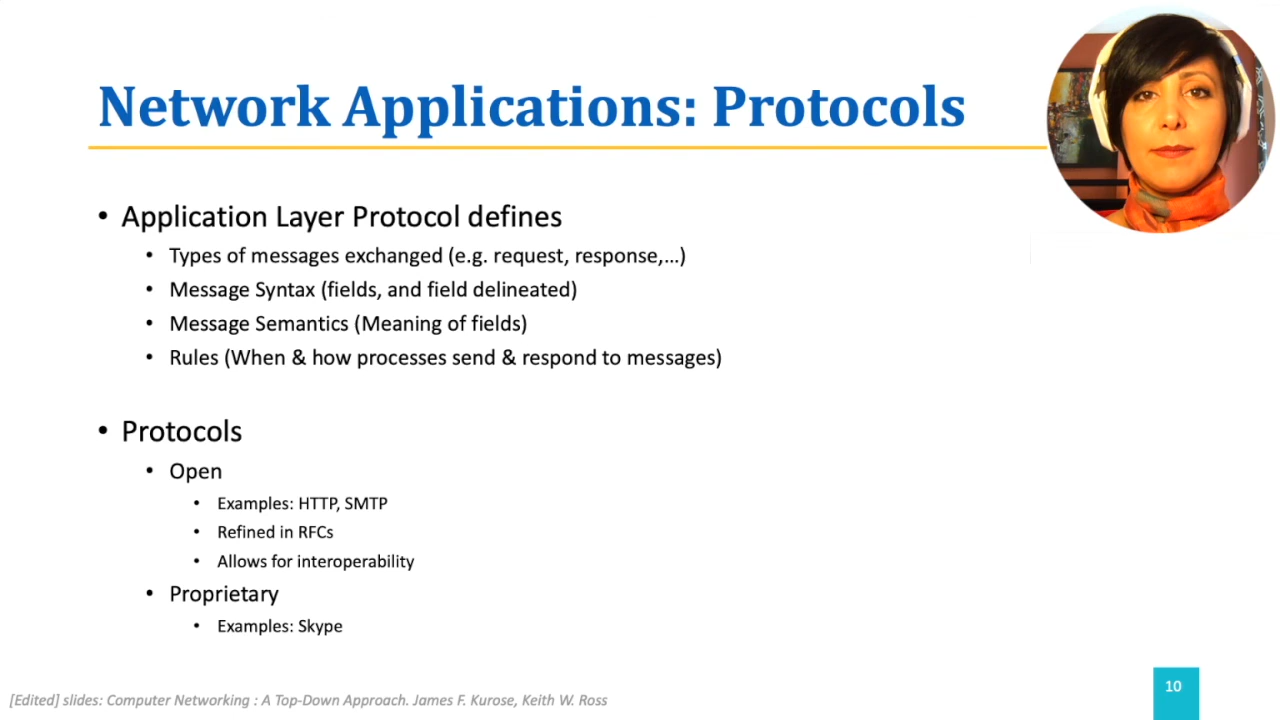 Network Applications: Protocols
• Application Layer Protocol defines
• Types of messages exchanged (e.g. request, response,…)
• Message Syntax (fields, and field delineated)
• Message Semantics (Meaning of fields)
• Rules (When & how processes send & respond to messages)
• Protocols
• Open
• Examples: HTTP, SMTP
• Refined in RFCs
• Allows for interoperability
• Proprietary
• Examples: Skype
[Edited] slides: Computer Networking : A Top-Down Approach. James F. Kurose, Keith W. Ross
10